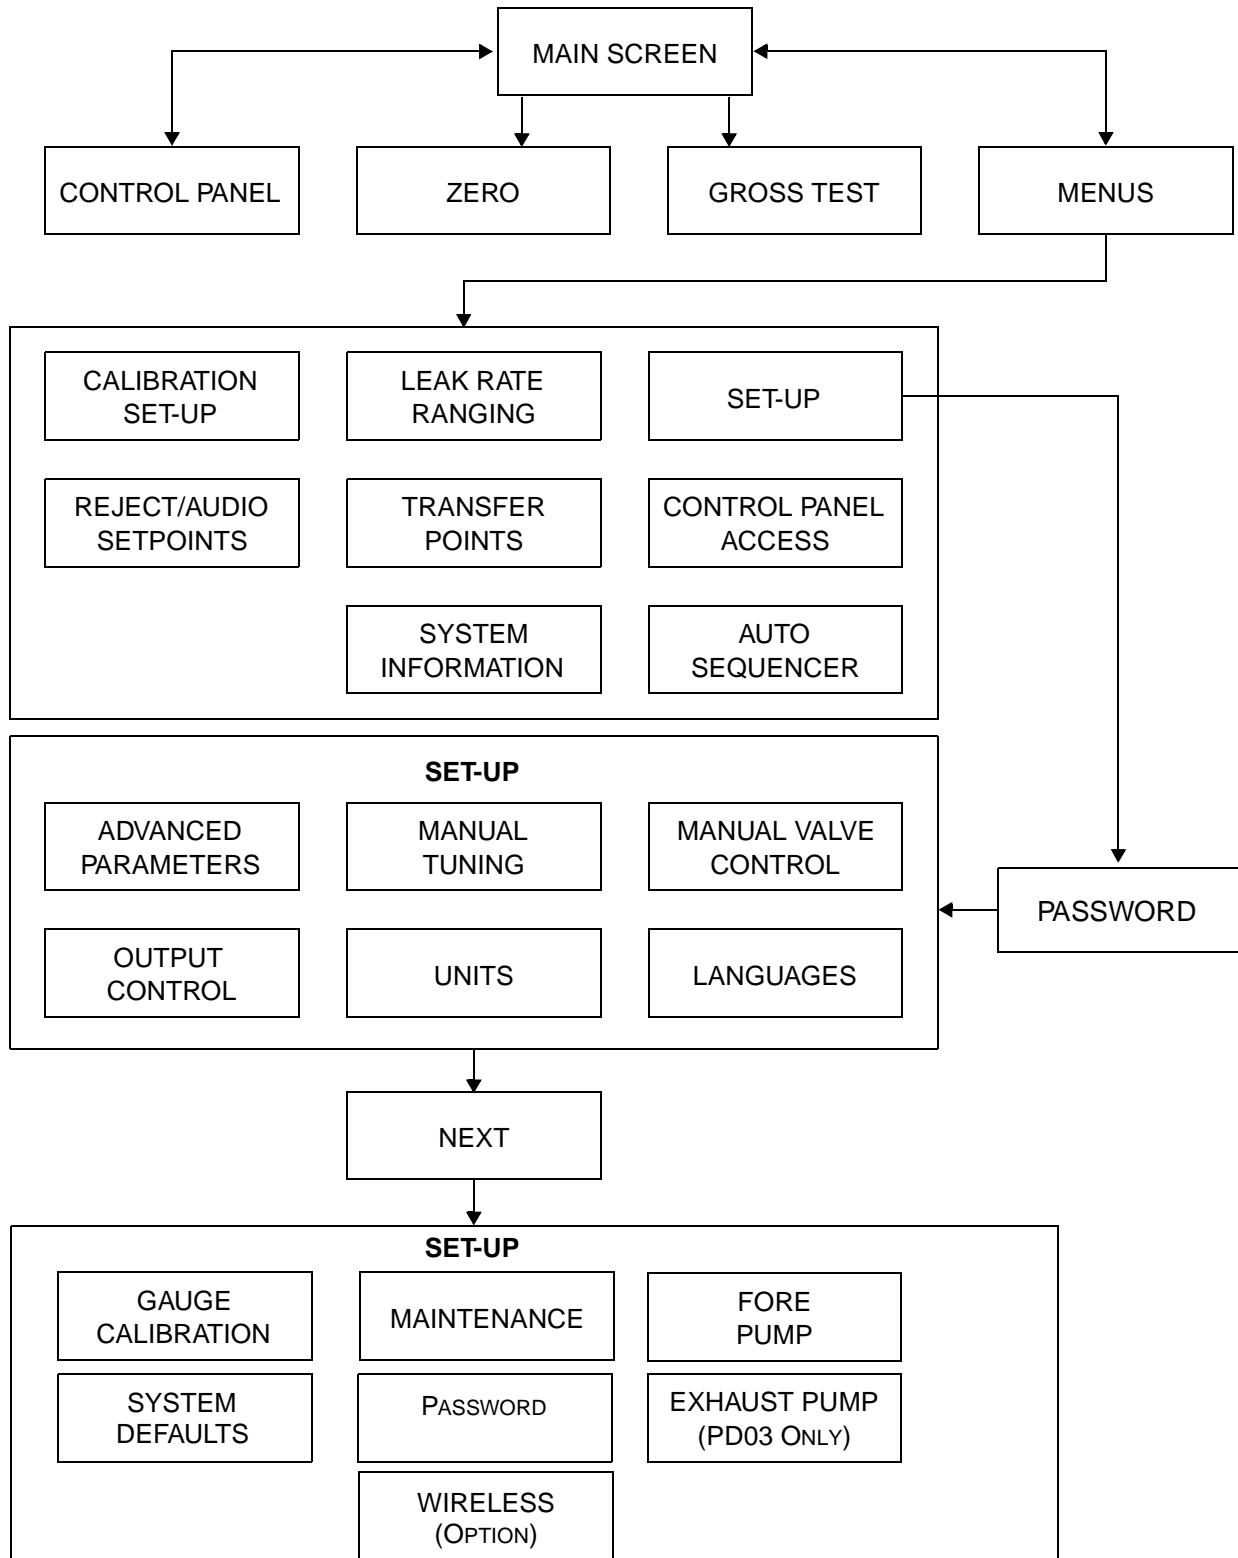 MAIN SCREEN
CONTROL PANEL
ZERO
GROSS TEST
MENUS
CALIBRATION
SET-UP
LEAK RATE
RANGING
SET-UP
REJECT/AUDIO
SETPOINTS
TRANSFER
POINTS
CONTROL PANEL
ACCESS
SYSTEM
INFORMATION
AUTO
SEQUENCER
SET-UP
ADVANCED
PARAMETERS
MANUAL
TUNING
MANUAL VALVE
CONTROL
PASSWORD
OUTPUT
CONTROL
UNITS
LANGUAGES
NEXT
SET-UP
GAUGE
CALIBRATION
MAINTENANCE
FORE
PUMP
SYSTEM
DEFAULTS
PASSWORD
EXHAUST PUMP
(PD03 ONLY)
WIRELESS
(OPTION)